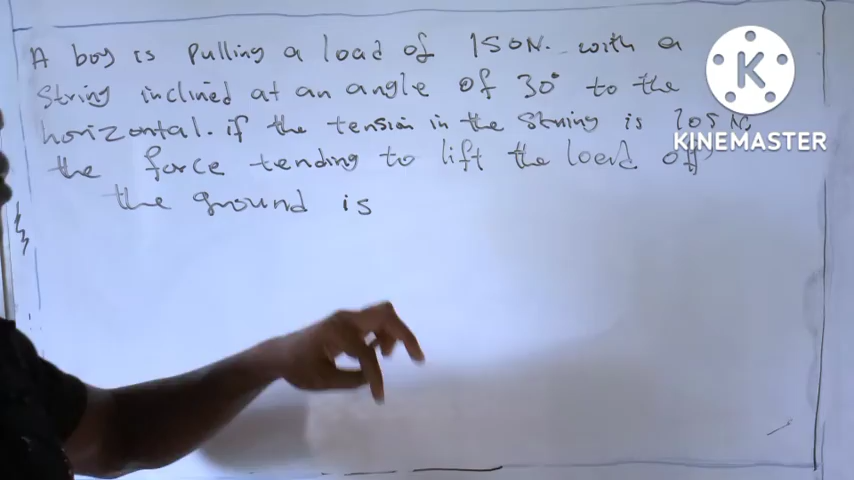 A boy is pulling a load of 150N. with a
string inclined at an angle of 30° to the
horizontal. if the tension in the string is 105N
the force tending to lift the load off
the ground is
K
KINEMASTER